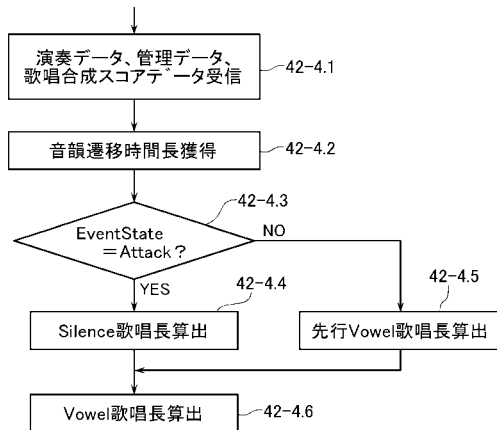 演奏データ、管理データ、
歌唱合成スコアデータ受信
42-4.1
音韻遷移時間長獲得
42-4.2
42-4.3
EventState
=Attack?
NO
YES
42-4.4
42-4.5
Silence歌唱長算出
先行Vowel歌唱長算出
Vowel歌唱長算出
42-4.6